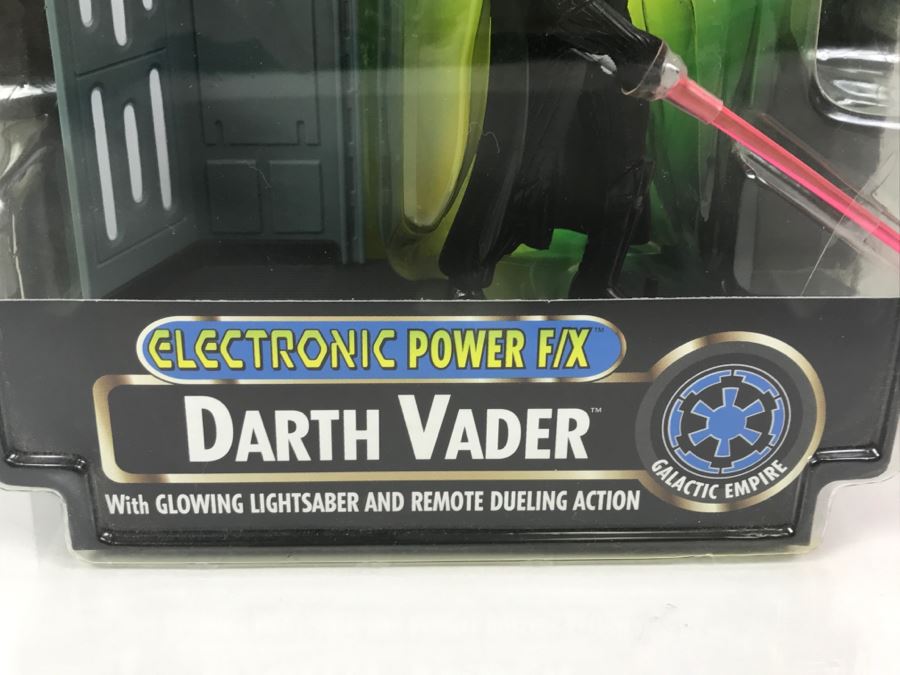 ELECTRONIC POWER F/X™
DARTH VADER™
GALACTIC EMPIRE
With GLOWING LIGHTSABER AND REMOTE DUELING ACTION